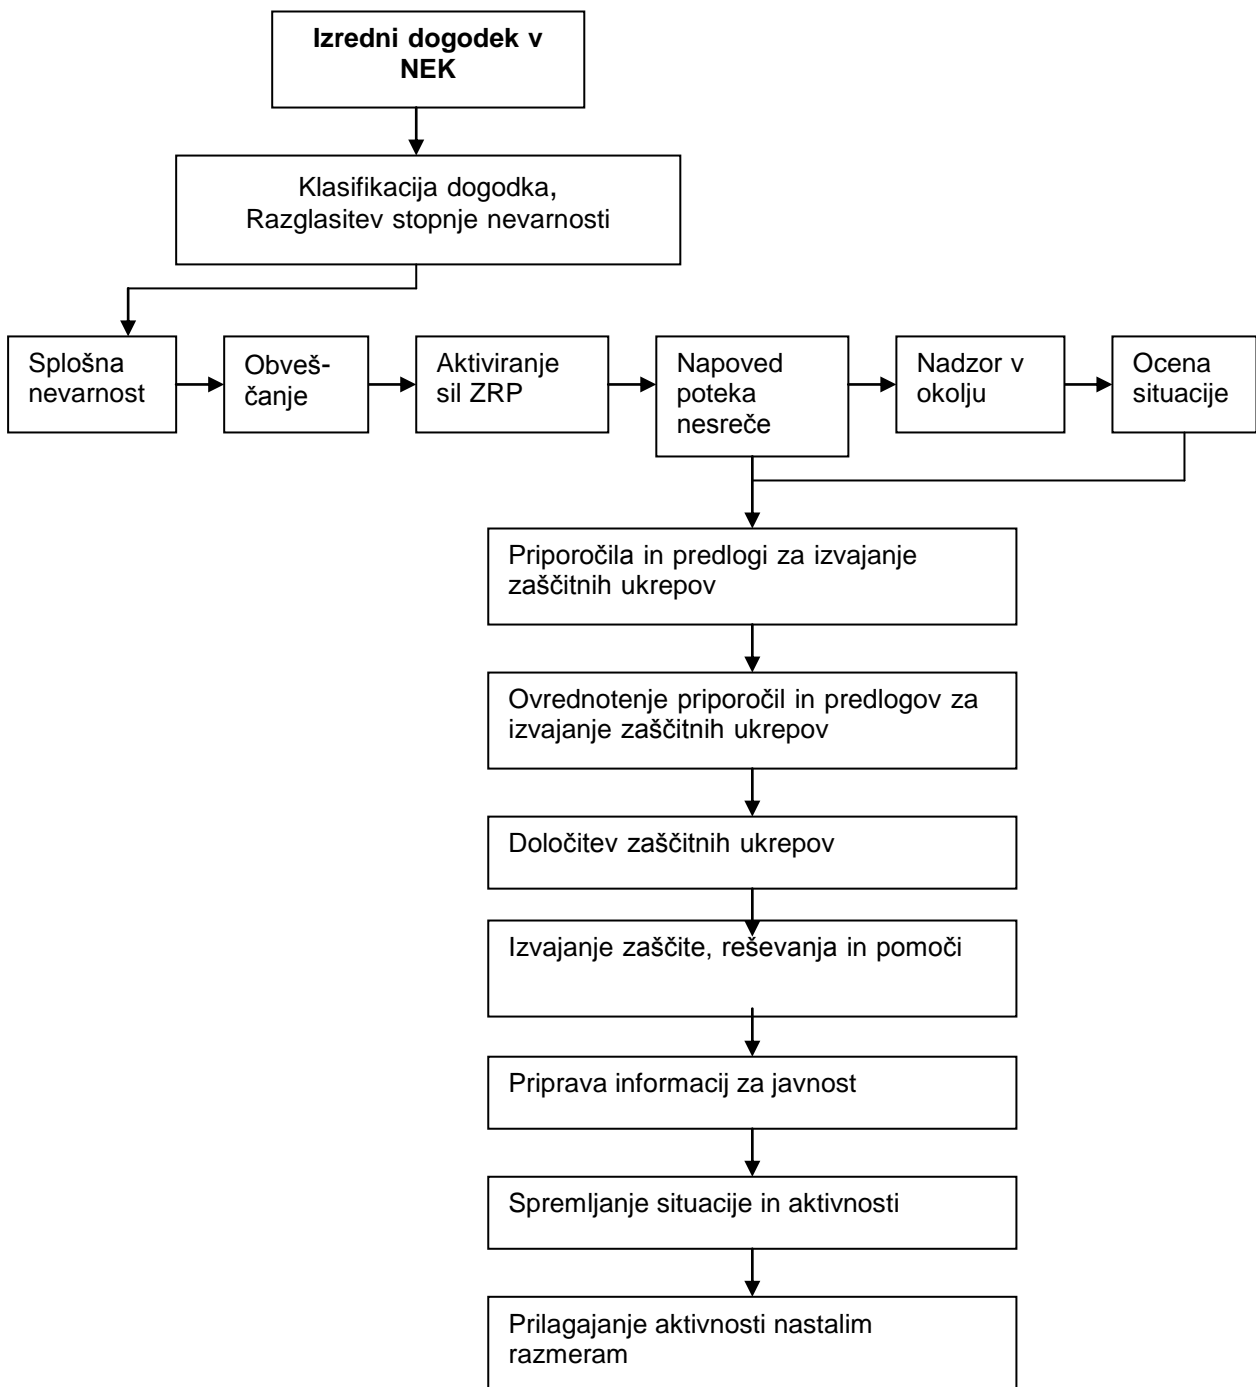 Izredni dogodek v
NEK
Klasifikacija dogodka,
Razglasitev stopnje nevarnosti
Splošna
nevarnost
Obveš-
čanje
Aktiviranje
sil ZRP
Napoved
poteka
nesreče
Nadzor v
okolju
Ocena
situacije
Priporočila in predlogi za izvajanje
zaščitnih ukrepov
Ovrednotenje priporočil in predlogov za
izvajanje zaščitnih ukrepov
Določitev zaščitnih ukrepov
Izvajanje zaščite, reševanja in pomoči
Priprava informacij za javnost
Spremljanje situacije in aktivnosti
Prilagajanje aktivnosti nastalim
razmeram